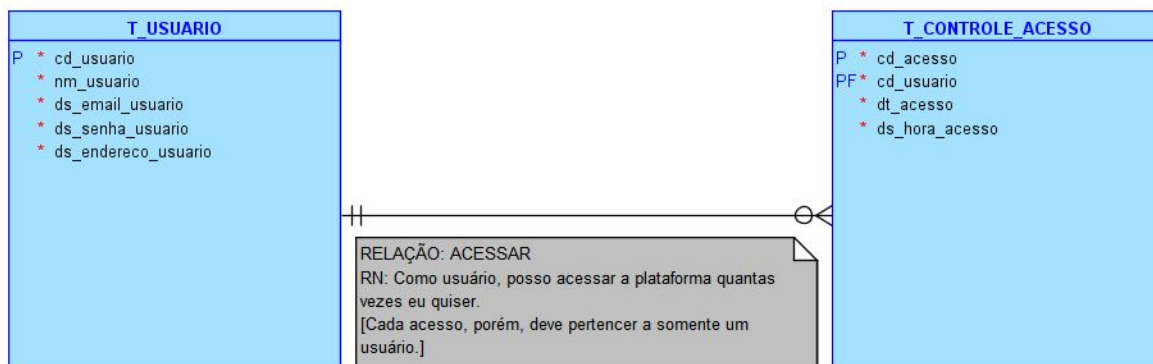 T_USUARIO
P * cd_usuario
* nm_usuario
* ds_email_usuario
* ds_senha_usuario
* ds_endereco_usuario
T_CONTROLE_ACESSO
P * cd_acesso
PF * cd_usuario
* dt_acesso
* ds_hora_acesso
RELAÇÃO: ACESSAR
RN: Como usuário, posso acessar a plataforma quantas
vezes eu quiser.
[Cada acesso, porém, deve pertencer a somente um
usuário.]